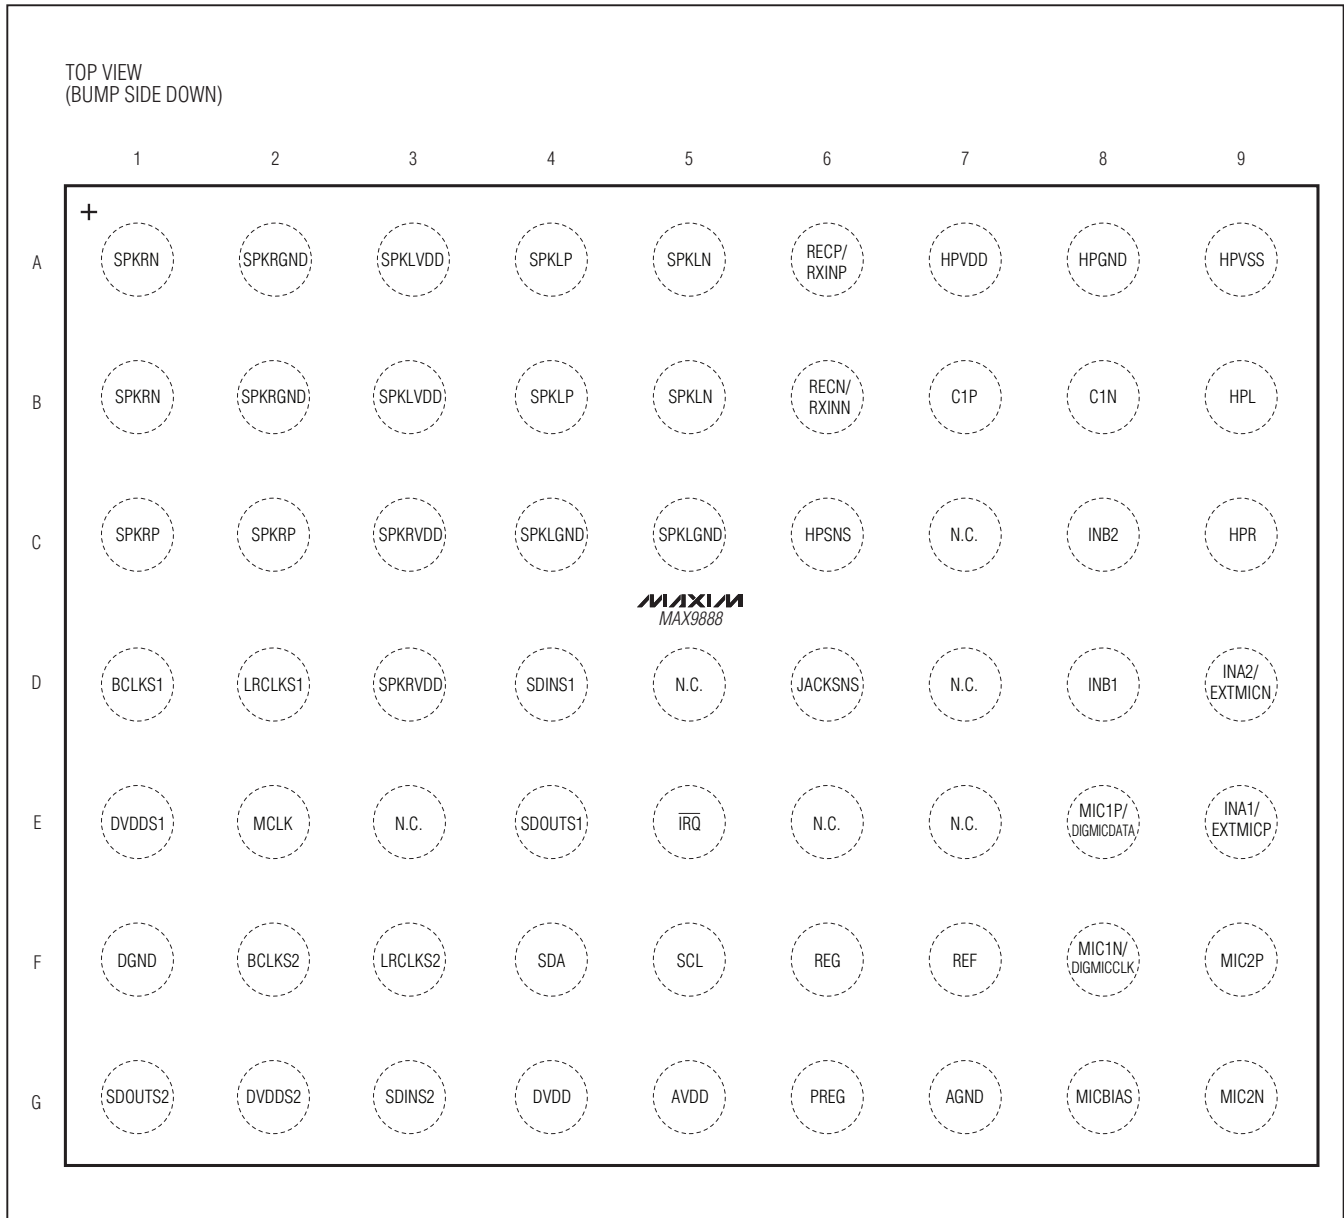 TOP VIEW
(BUMP SIDE DOWN)
1 2 3 4 5 6 7 8 9
+
A SPKRN SPKRGND SPKLVDD SPKLP SPKLN RECP/ RXINP HPVDD HPGND HPVSS
B SPKRN SPKRGND SPKLVDD SPKLP SPKLN RECN/ RXINN C1P C1N HPL
C SPKRP SPKRP SPKRVDD SPKLGND SPKLGND HPSNS N.C. INB2 HPR
MAXIM
MAX9888
D BCLKS1 LRCLKS1 SPKRVDD SDINS1 N.C. JACKSNS N.C. INB1 INA2/ EXTMICN
E DVDDS1 MCLK N.C. SDOUTS1 IRQ N.C. N.C. MIC1P/ DIGMICDATA INA1/ EXTMICP
F DGND BCLKS2 LRCLKS2 SDA SCL REG REF MIC1N/ DIGMICCLK MIC2P
G SDOUTS2 DVDDS2 SDINS2 DVDD AVDD PREG AGND MICBIAS MIC2N